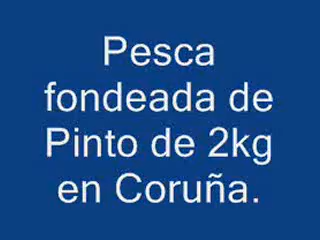 Pesca
fondeada de
Pinto de 2kg
en Coruña.